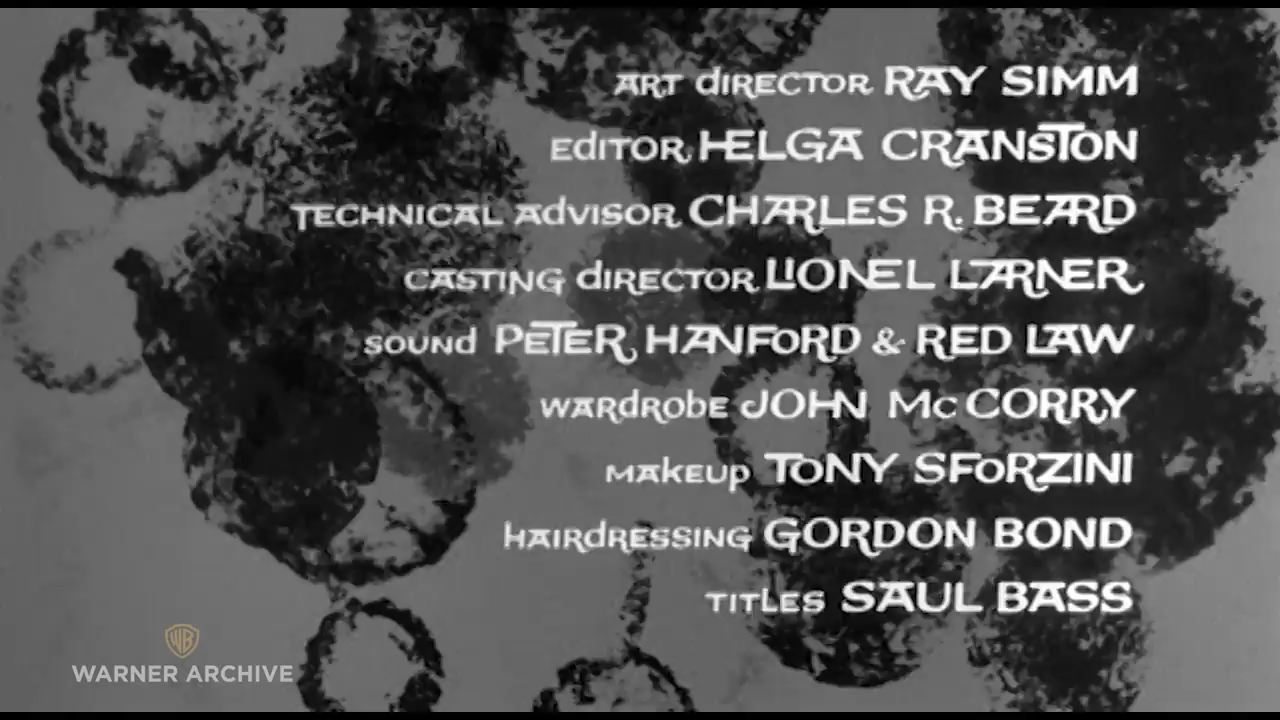 ART diRECTOR RAY SIMM
EdiTOR HELGA CRANSTON
TECHNICAL AdVISOR CHARLES R. BEARD
CASTING diRECTOR LIONEL LARNER
SOUNd PETER HANFORD & RED LAW
WARdRObE JOHN McCORRY
MAKEUp TONY SFORZINI
hAIRdRESSING GORDON BOND
TITLES SAUL BASS
WB
WARNER ARCHIVE